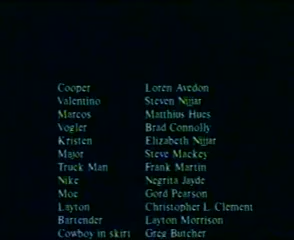 Cooper Loren Avedon
Valentino Steven Nijjar
Marcos Matthias Hues
Vogler Brad Connolly
Kristen Elizabeth Nijjar
Major Steve Mackey
Truck Man Frank Martin
Nike Negrita Jayde
Moe Gord Pearson
Layton Christopher L. Clement
Bartender Layton Morrison
Cowboy in skirt Greg Butcher